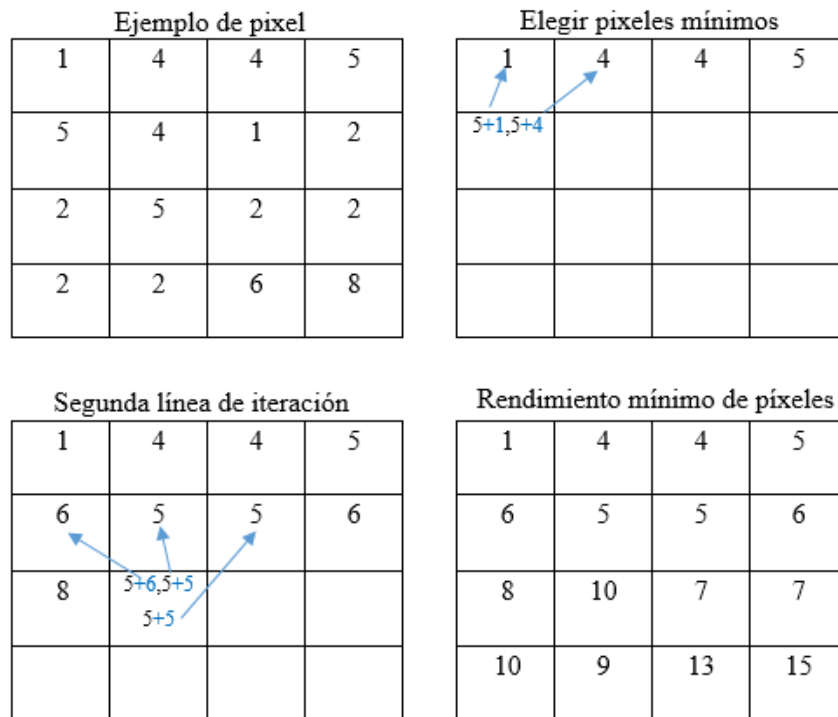 Ejemplo de pixel
1 4 4 5
5 4 1 2
2 5 2 2
2 2 6 8
Elegir pixeles mínimos
1 4 4 5
5+1,5+4
Segunda línea de iteración
1 4 4 5
6 5 5 6
8 5+6,5+5
5+5
Rendimiento mínimo de píxeles
1 4 4 5
6 5 5 6
8 10 7 7
10 9 13 15